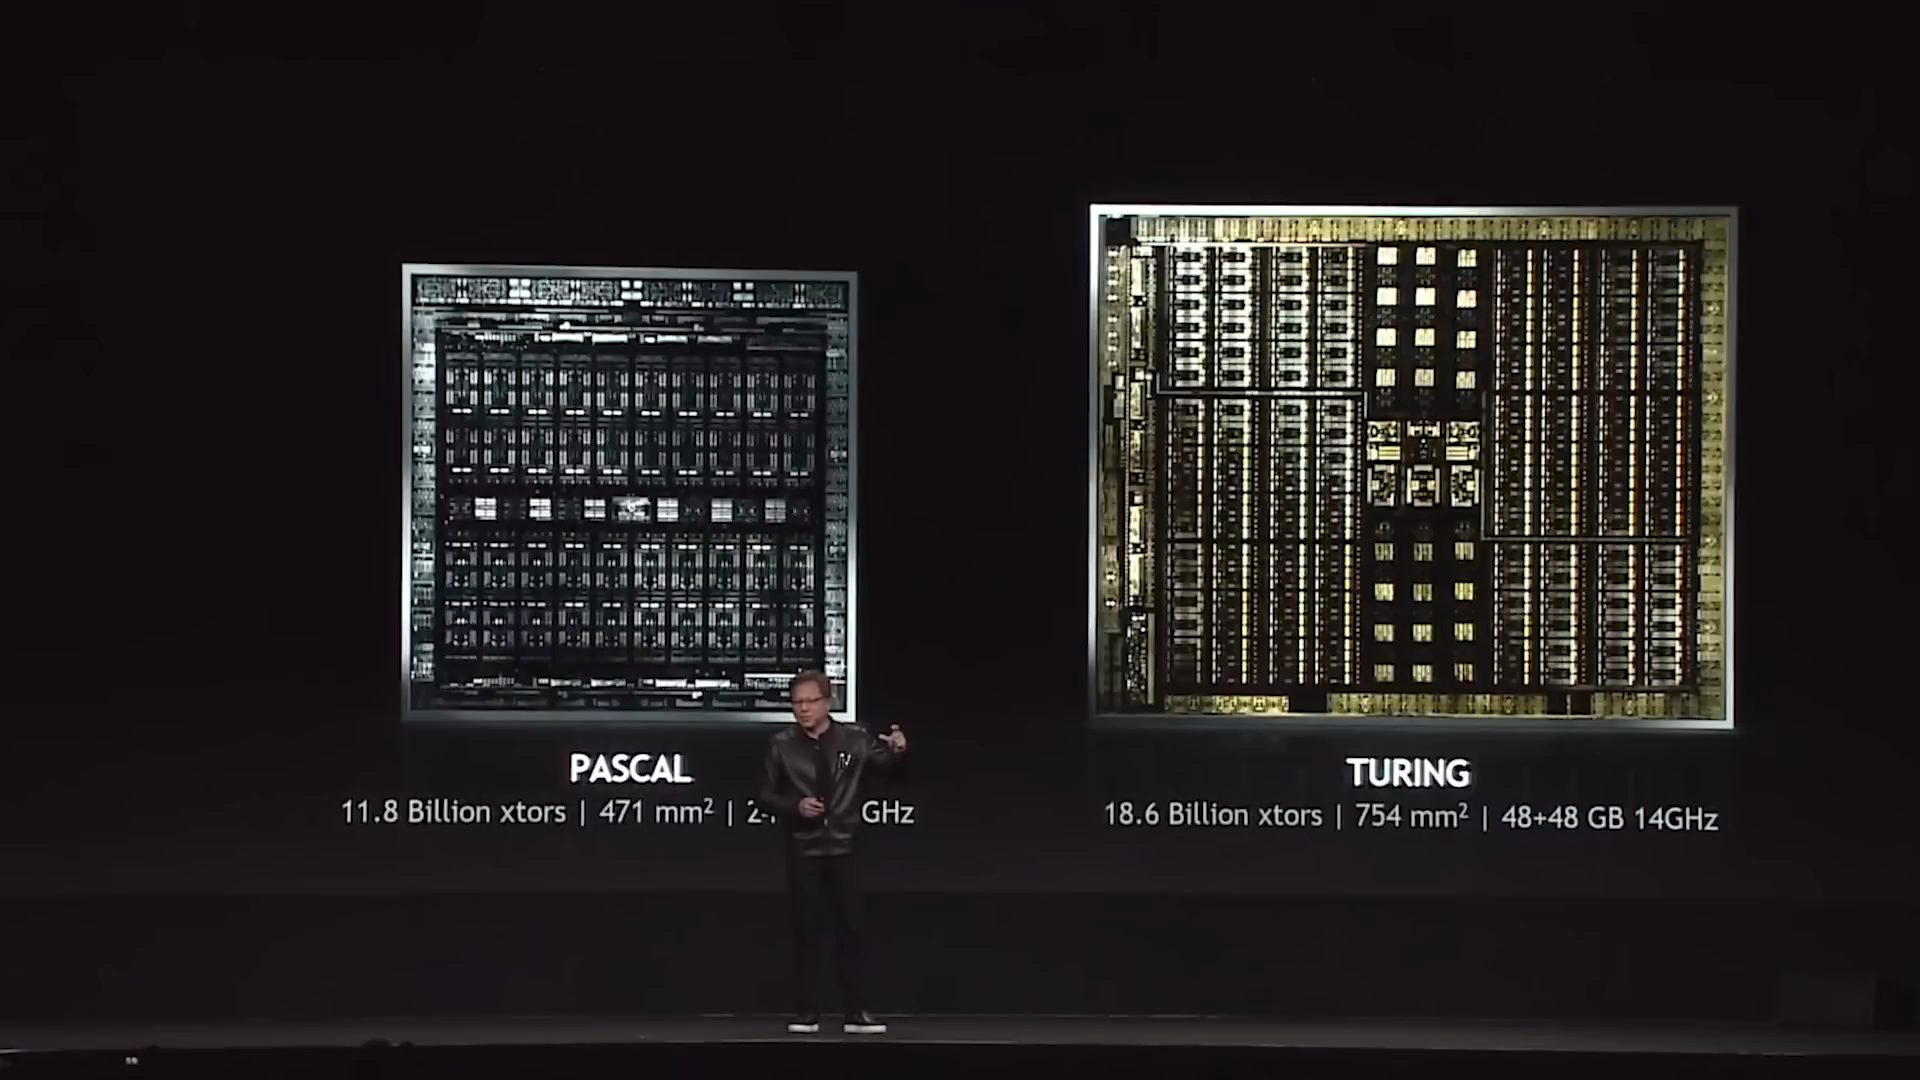 PASCAL
11.8 Billion xtors | 471 mm² | GHz
TURING
18.6 Billion xtors | 754 mm² | 48+48 GB 14GHz